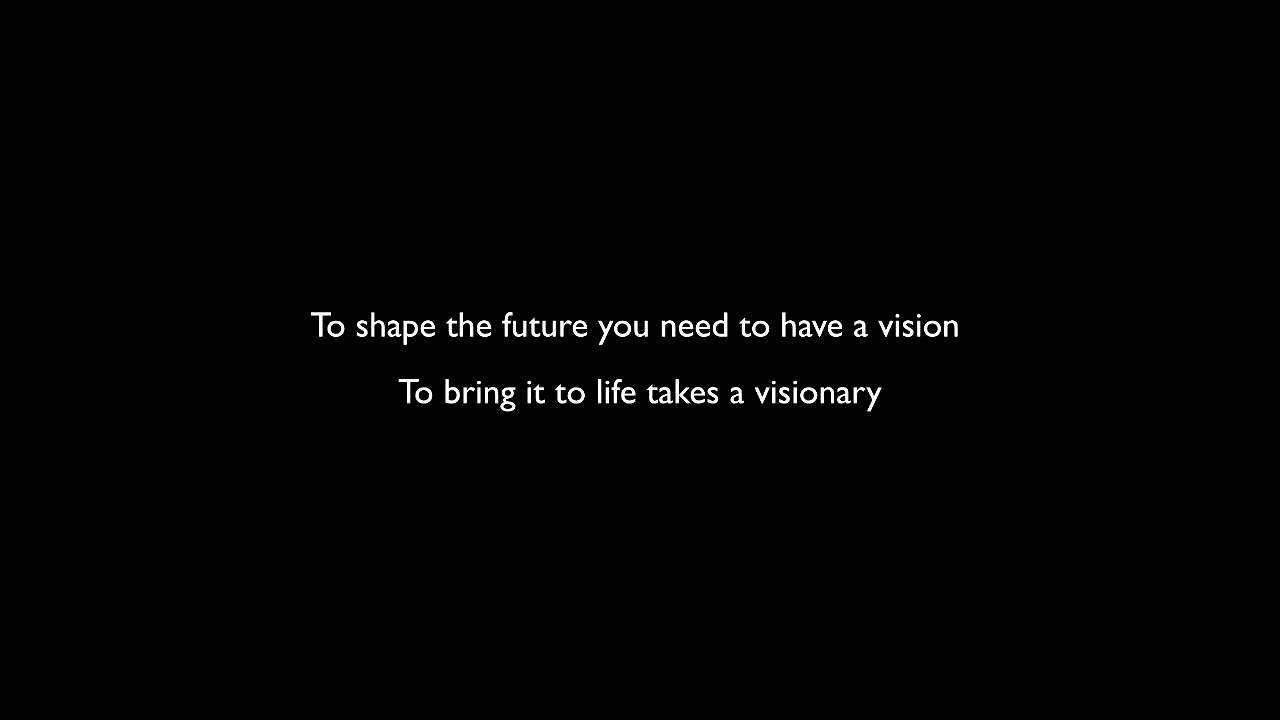 To shape the future you need to have a vision
To bring it to life takes a visionary